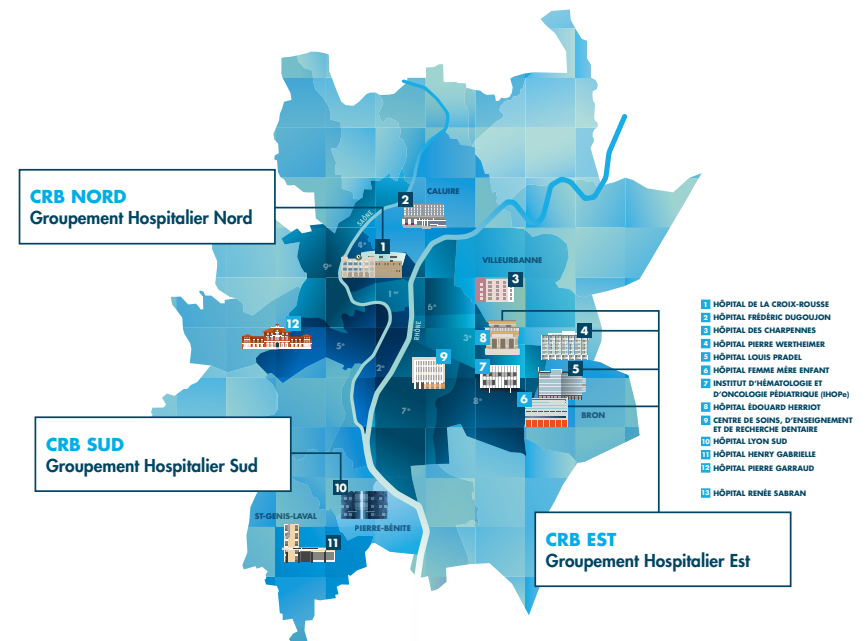 CRB NORD
Groupement Hospitalier Nord
2
CALUIRE
SAÔNE
4e
1
9e
VILLEURBANNE
3
1er
6e
RHÔNE
12
5e
3e
8
4
2e
9
7
5
7e
8e
6
BRON
1 HÔPITAL DE LA CROIX-ROUSSE
2 HÔPITAL FRÉDÉRIC DUGOUJON
3 HÔPITAL DES CHARPENNES
4 HÔPITAL PIERRE WERTHEIMER
5 HÔPITAL LOUIS PRADEL
6 HÔPITAL FEMME MÈRE ENFANT
7 INSTITUT D'HÉMATOLOGIE ET
D'ONCOLOGIE PÉDIATRIQUE (IHOPe)
8 HÔPITAL ÉDOUARD HERRIOT
9 CENTRE DE SOINS, D'ENSEIGNEMENT
ET DE RECHERCHE DENTAIRE
10 HÔPITAL LYON SUD
11 HÔPITAL HENRY GABRIELLE
12 HÔPITAL PIERRE GARRAUD
13 HÔPITAL RENÉE SABRAN
CRB SUD
Groupement Hospitalier Sud
10
ST-GENIS-LAVAL
PIERRE-BÉNITE
11
CRB EST
Groupement Hospitalier Est